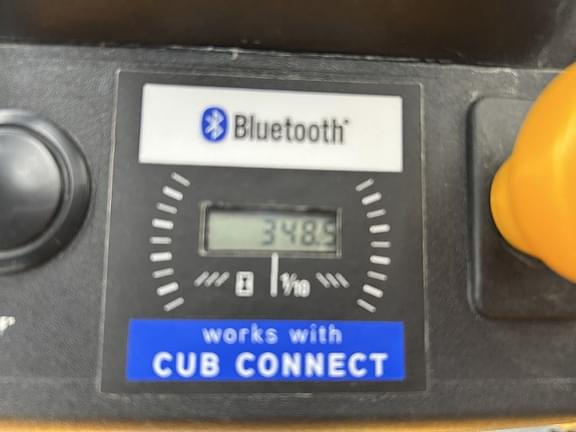 Bluetooth®
348.5
1/10
works with
CUB CONNECT